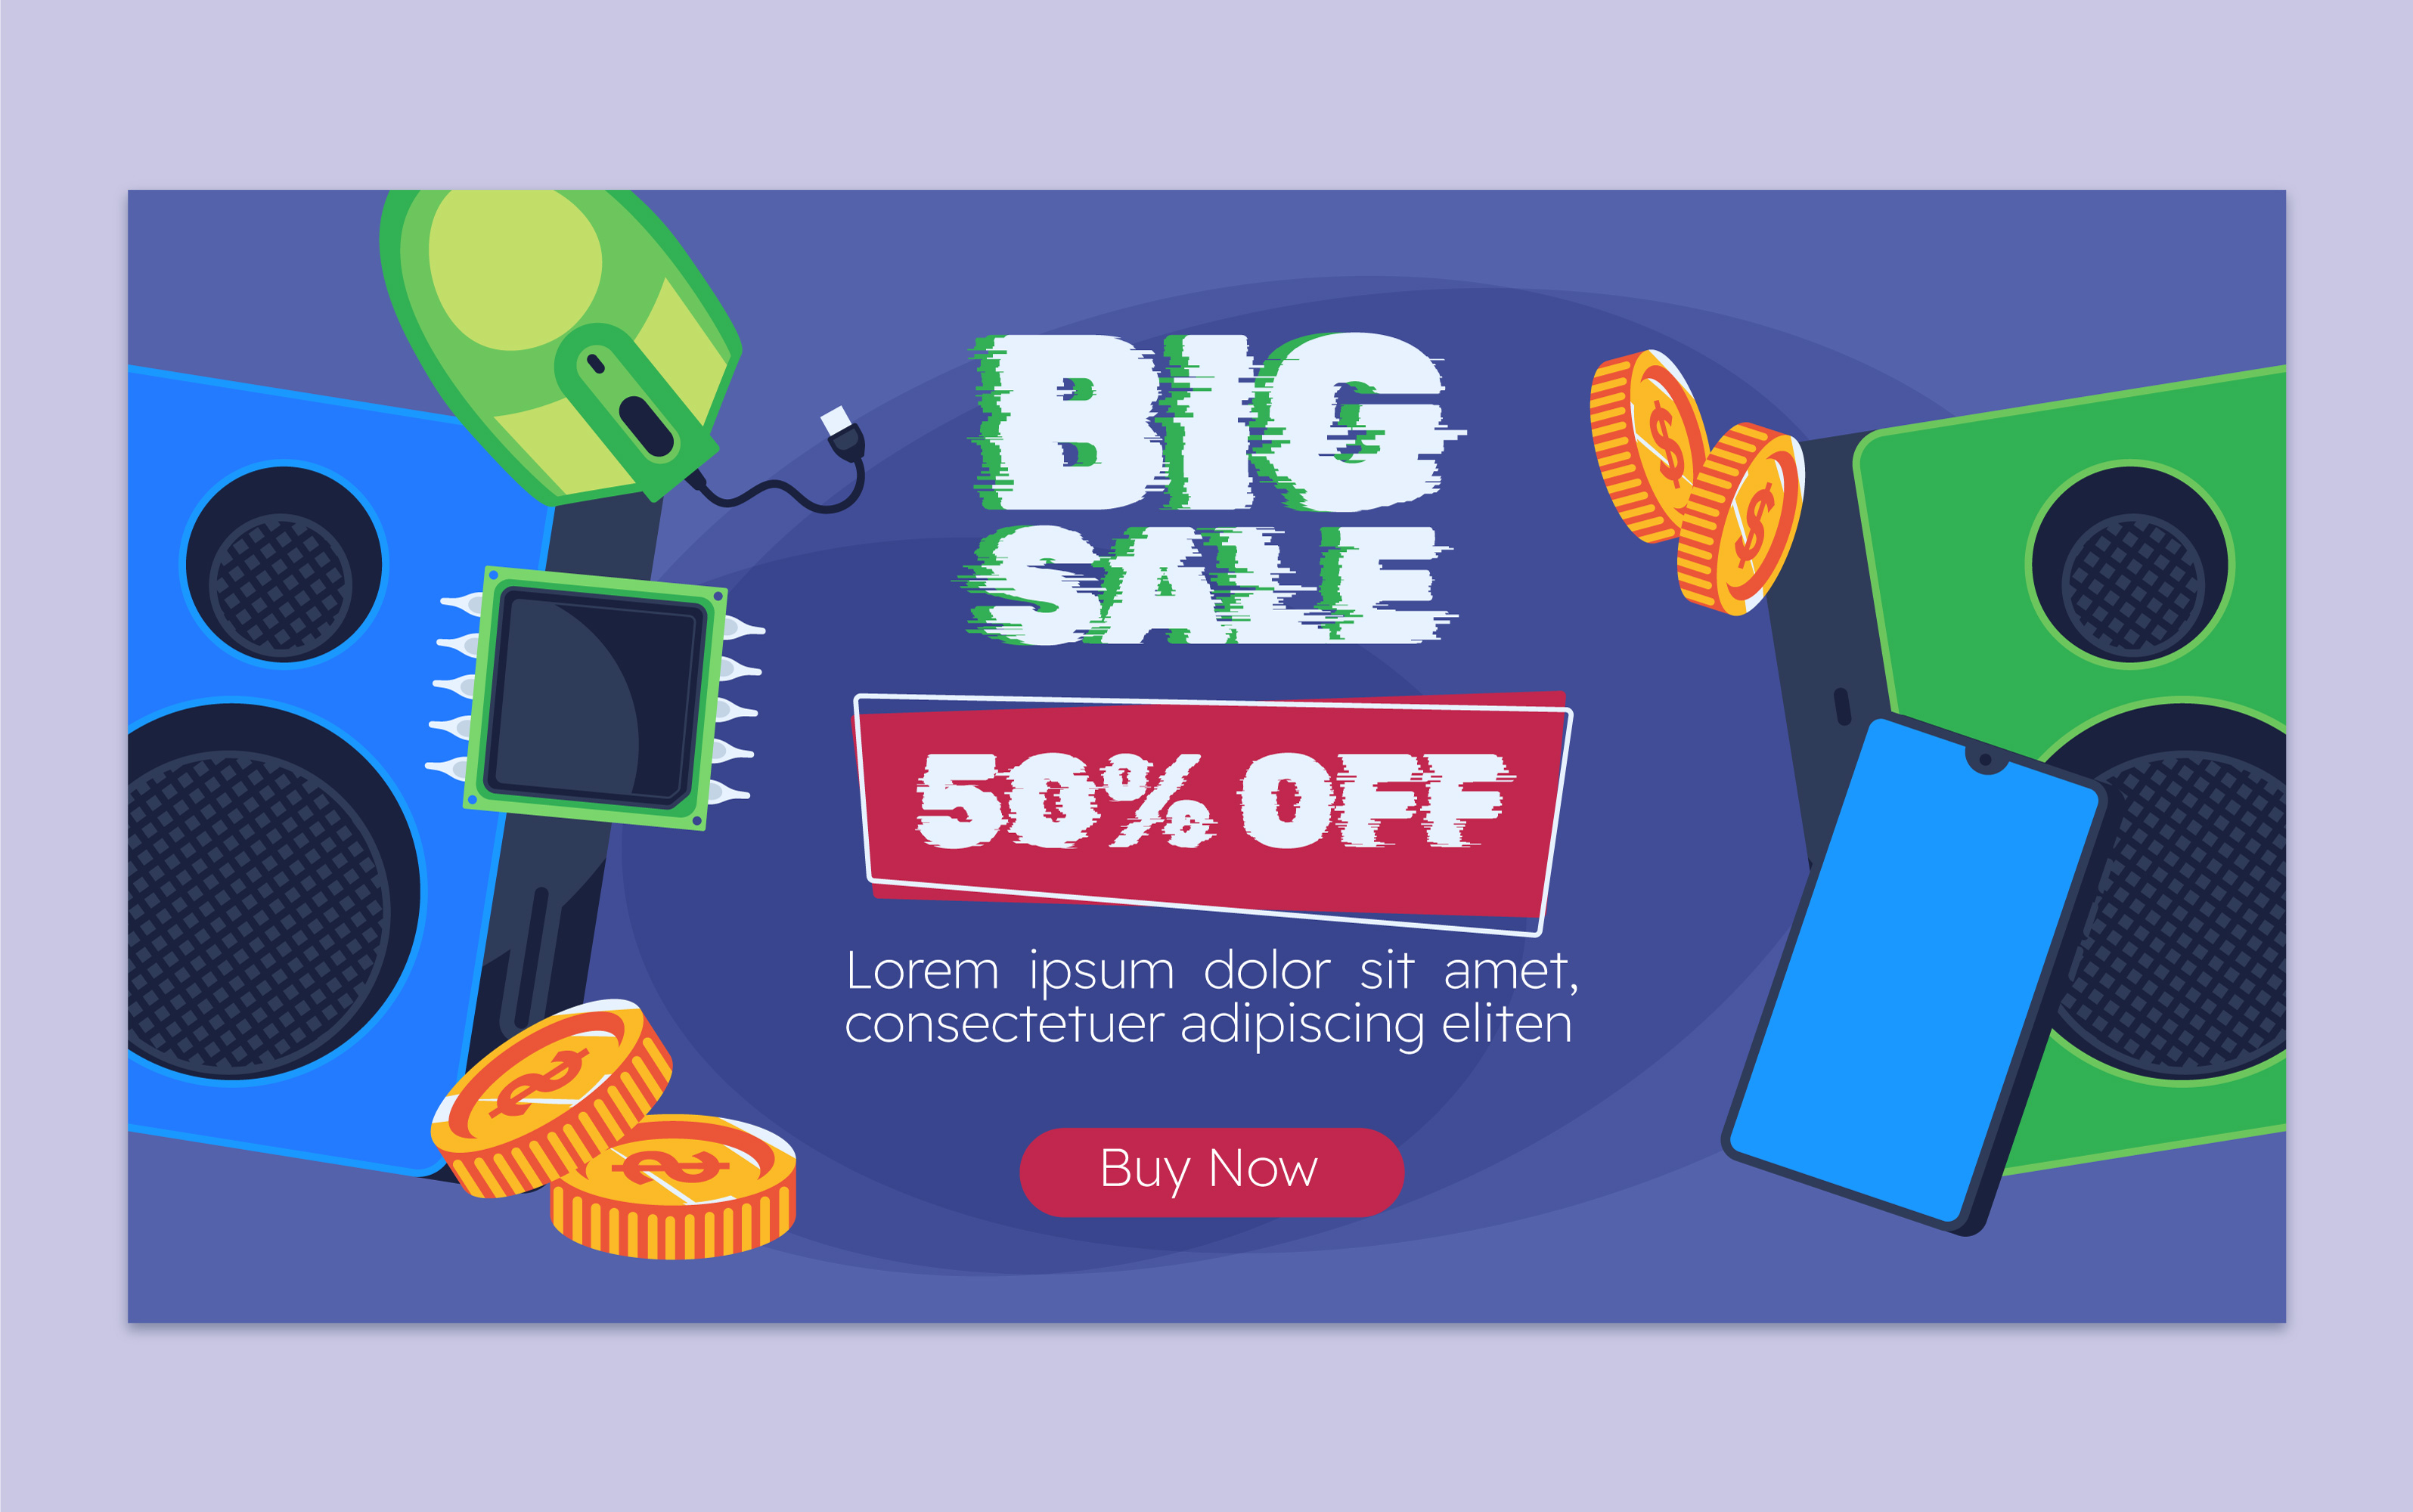 BIG
SALE
50% OFF
Lorem ipsum dolor sit amet,
consectetuer adipiscing eliten
Buy Now